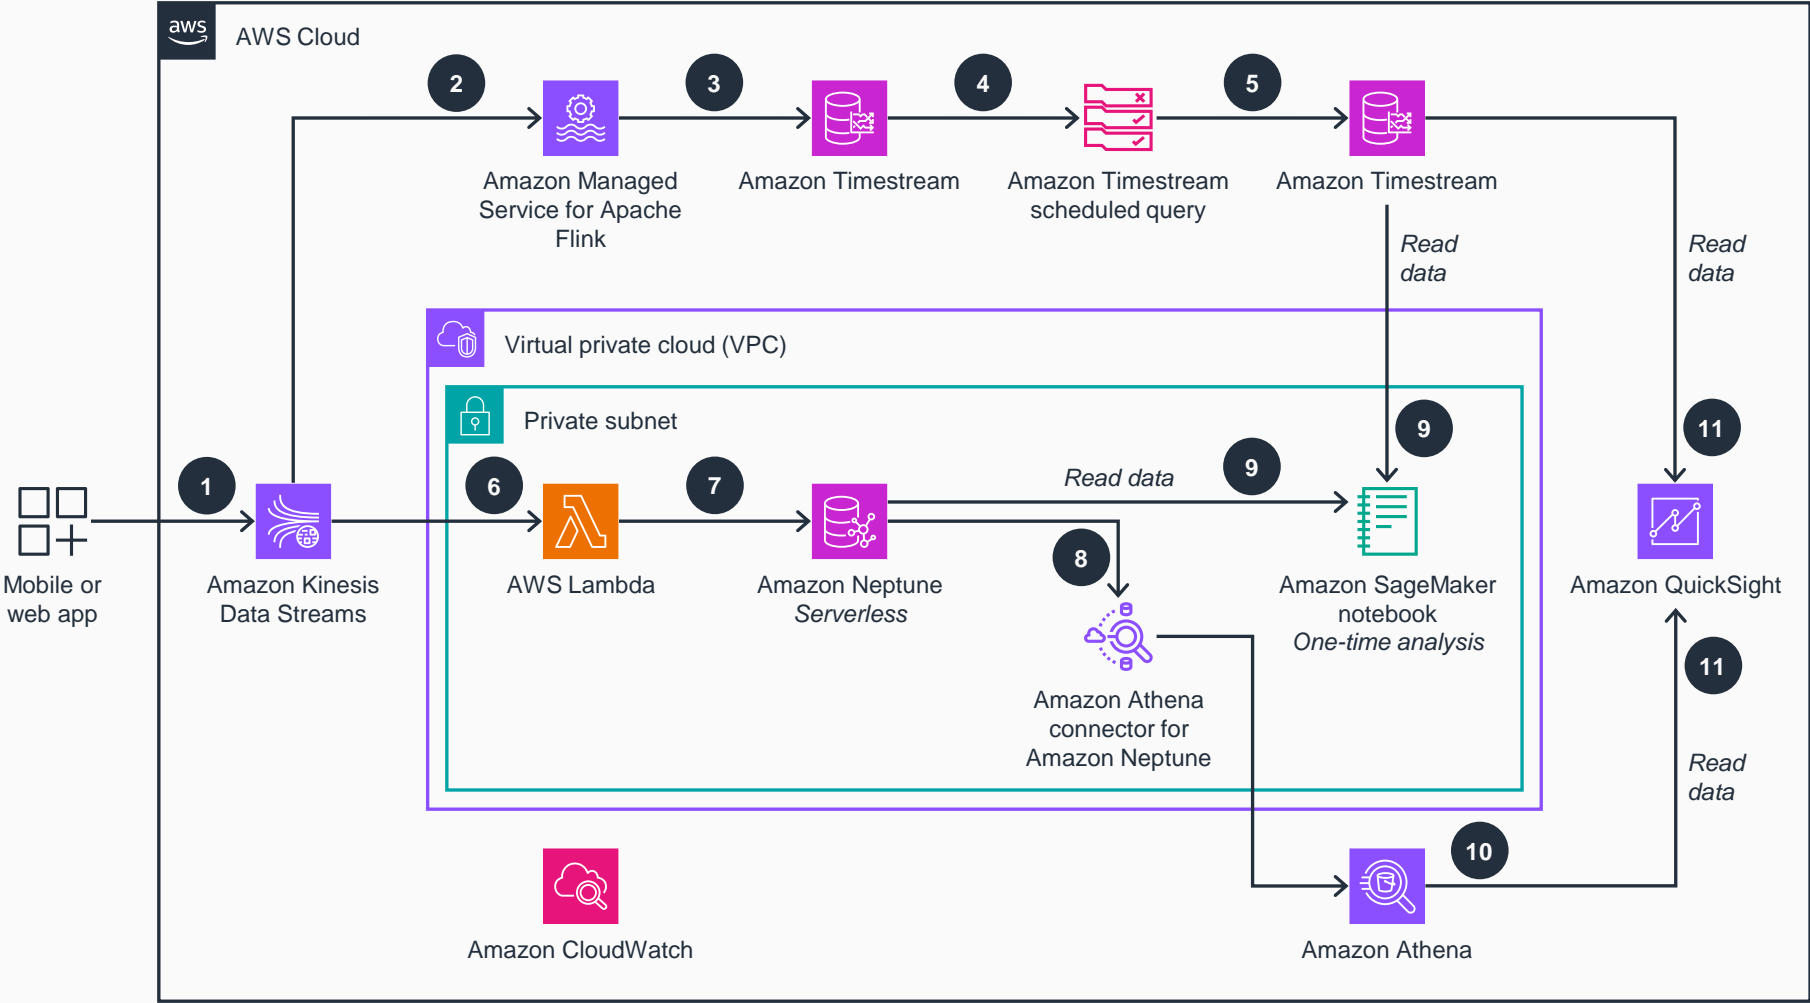 aws
AWS Cloud
2
3
4
5
Amazon Managed
Service for Apache
Flink
Amazon Timestream
Amazon Timestream
scheduled query
Amazon Timestream
Read
data
Read
data
Virtual private cloud (VPC)
Private subnet
9
11
1
6
7
Read data
9
8
Mobile or
web app
Amazon Kinesis
Data Streams
AWS Lambda
Amazon Neptune
Serverless
Amazon SageMaker
notebook
One-time analysis
Amazon QuickSight
11
Amazon Athena
connector for
Amazon Neptune
Read
data
10
Amazon CloudWatch
Amazon Athena